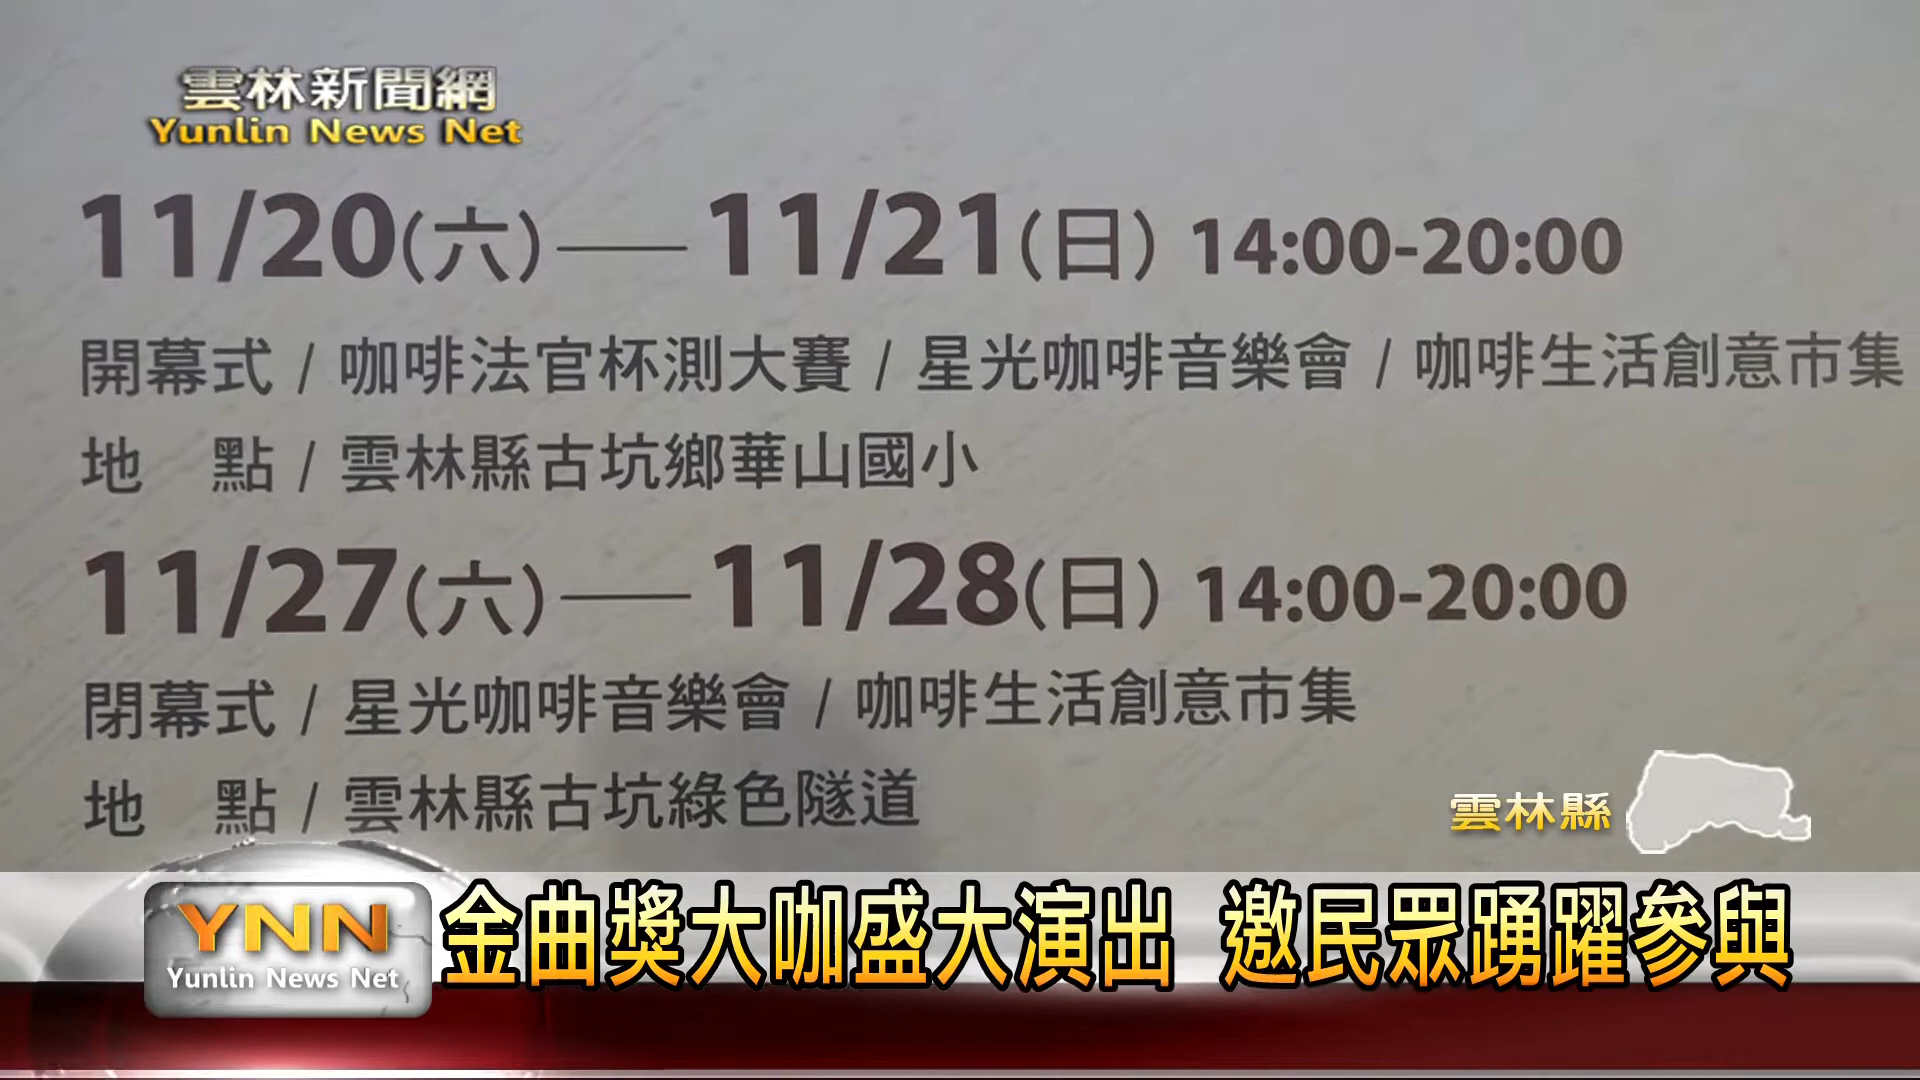 雲林新聞網
Yunlin News Net
11/20(六)—11/21(日) 14:00-20:00
開幕式 / 咖啡法官杯測大賽 / 星光咖啡音樂會 / 咖啡生活創意市集
地 點 / 雲林縣古坑鄉華山國小
11/27(六)—11/28(日) 14:00-20:00
閉幕式 / 星光咖啡音樂會 / 咖啡生活創意市集
地 點 / 雲林縣古坑綠色隧道
雲林縣
YNN
Yunlin News Net
金曲獎大咖盛大演出 邀民眾踴躍參與